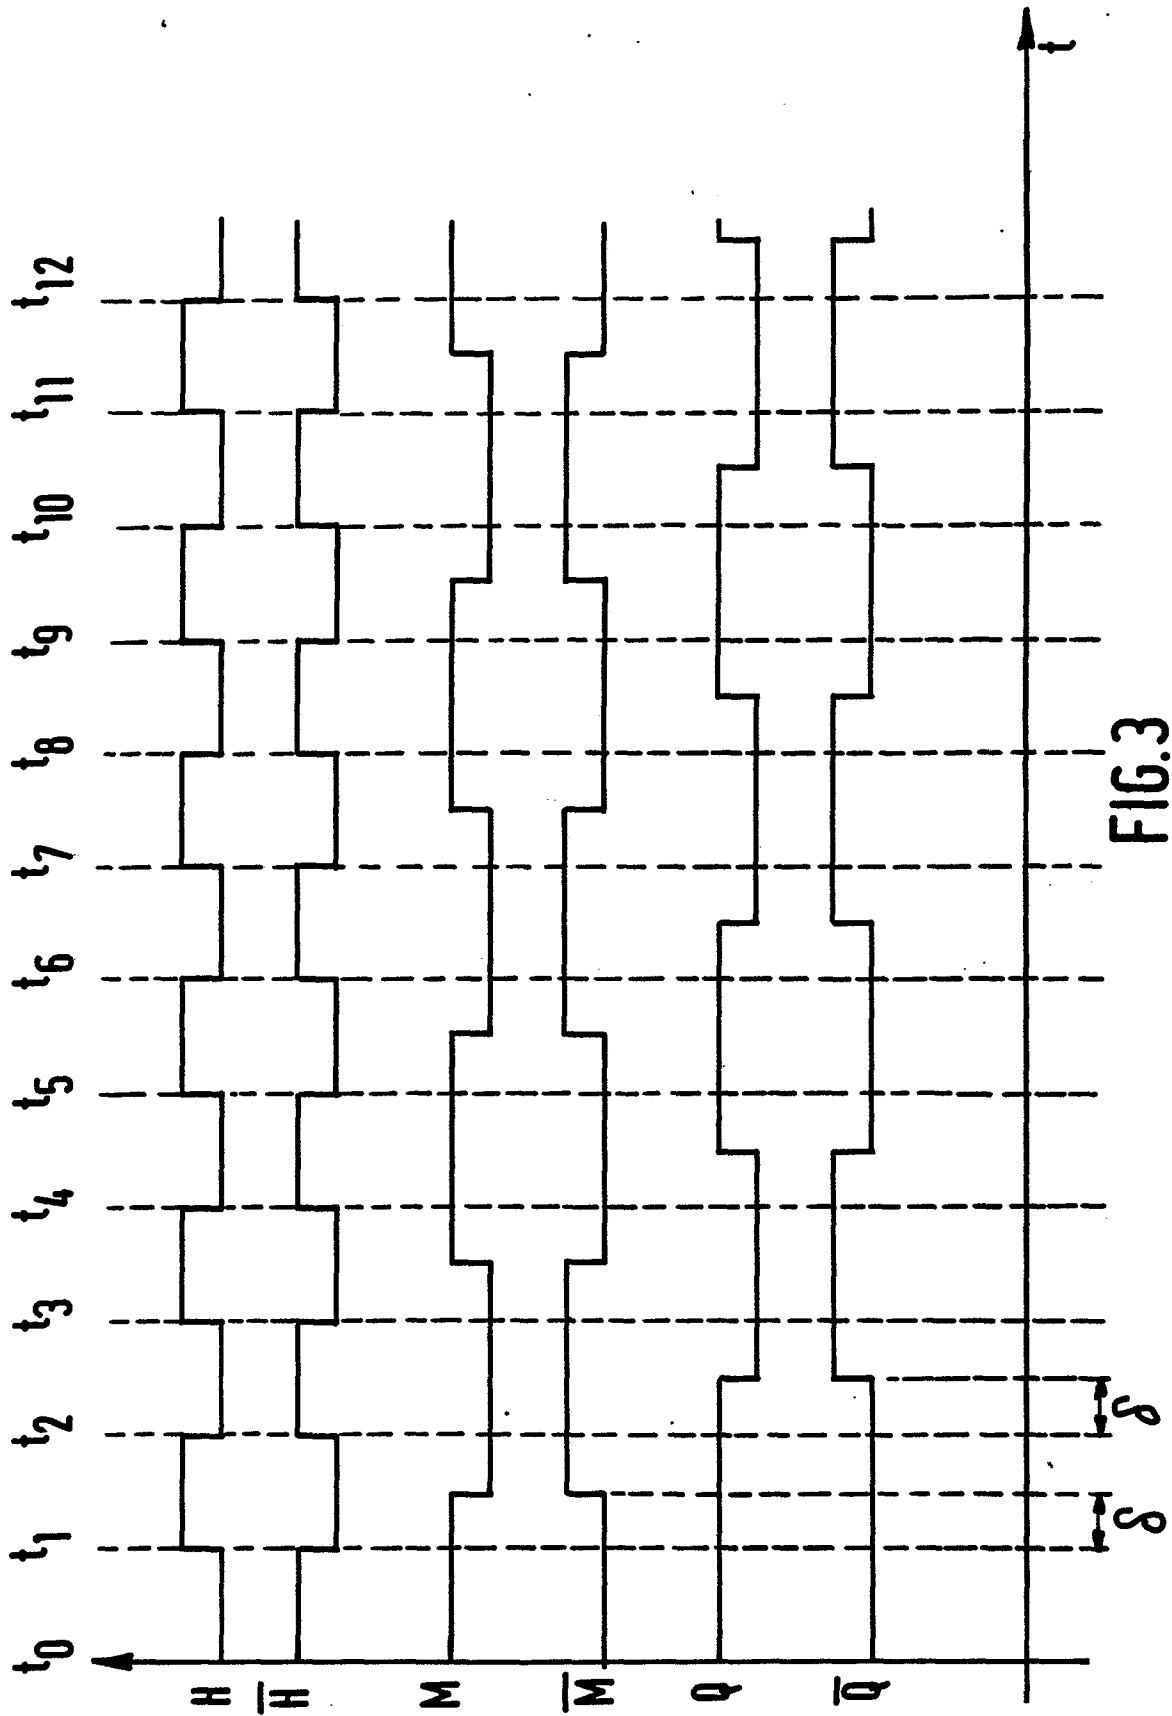 t0 t1 t2 t3 t4 t5 t6 t7 t8 t9 t10 t11 t12
H
H̅
M
M̅
Q
Q̅
t
δ δ
FIG.3